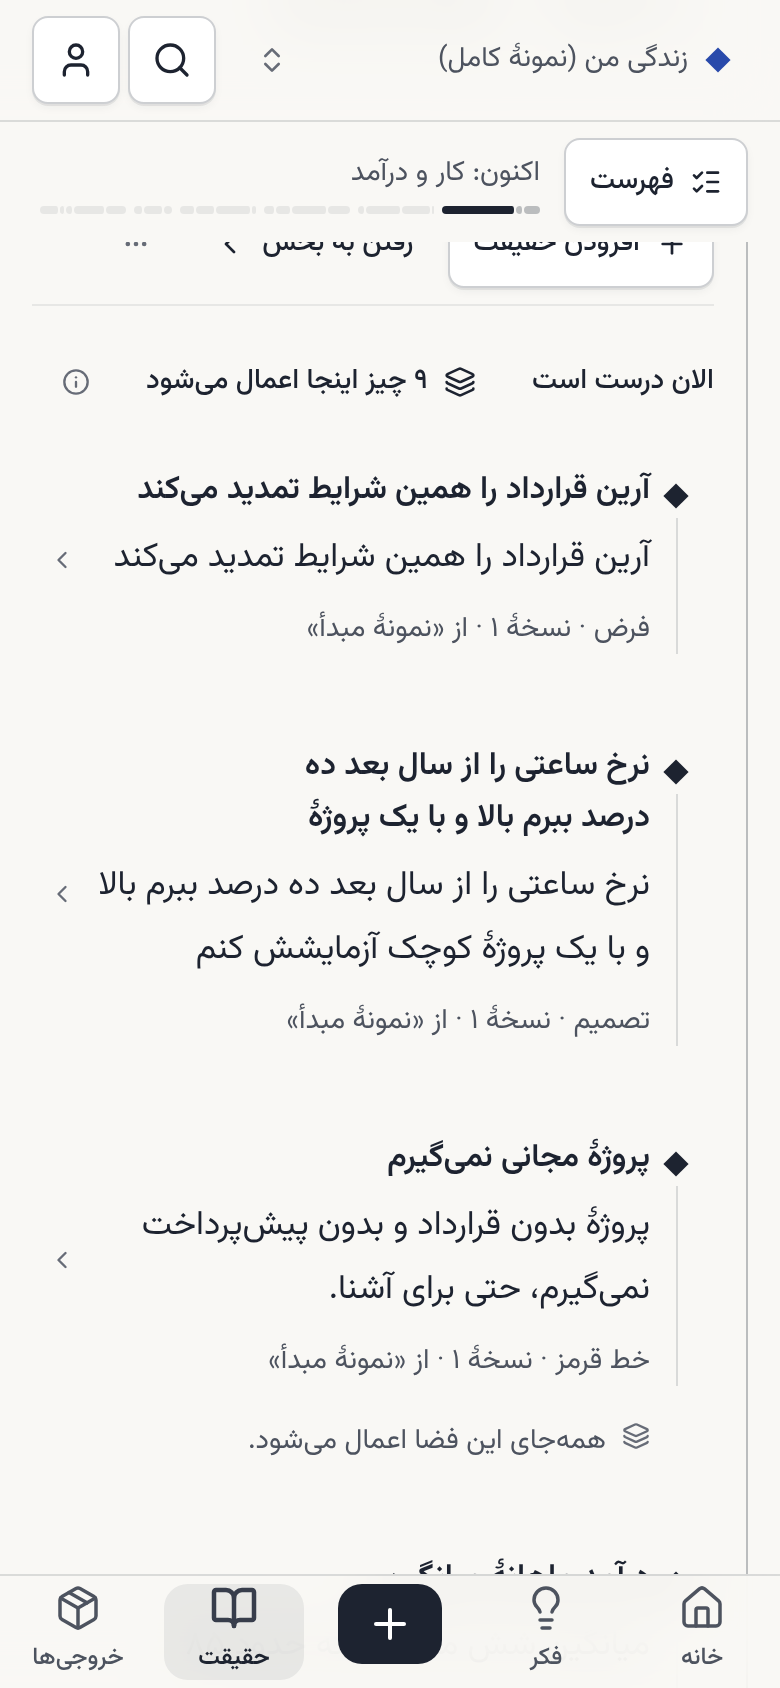 زندگی من (نمونهٔ کامل)
فهرست
اکنون: کار و درآمد
افزودن حقیقت
رفتن به بخش
الان درست است
۹ چیز اینجا اعمال می‌شود
آرین قرارداد را همین شرایط تمدید می‌کند
آرین قرارداد را همین شرایط تمدید می‌کند
فرض · نسخهٔ ۱ · از «نمونهٔ مبدأ»
نرخ ساعتی را از سال بعد ده
درصد ببرم بالا و با یک پروژهٔ
نرخ ساعتی را از سال بعد ده درصد ببرم بالا
و با یک پروژهٔ کوچک آزمایشش کنم
تصمیم · نسخهٔ ۱ · از «نمونهٔ مبدأ»
پروژهٔ مجانی نمی‌گیرم
پروژهٔ بدون قرارداد و بدون پیش‌پرداخت
نمی‌گیرم، حتی برای آشنا.
خط قرمز · نسخهٔ ۱ · از «نمونهٔ مبدأ»
همه‌جای این فضا اعمال می‌شود.
خانه
فکر
حقیقت
خروجی‌ها